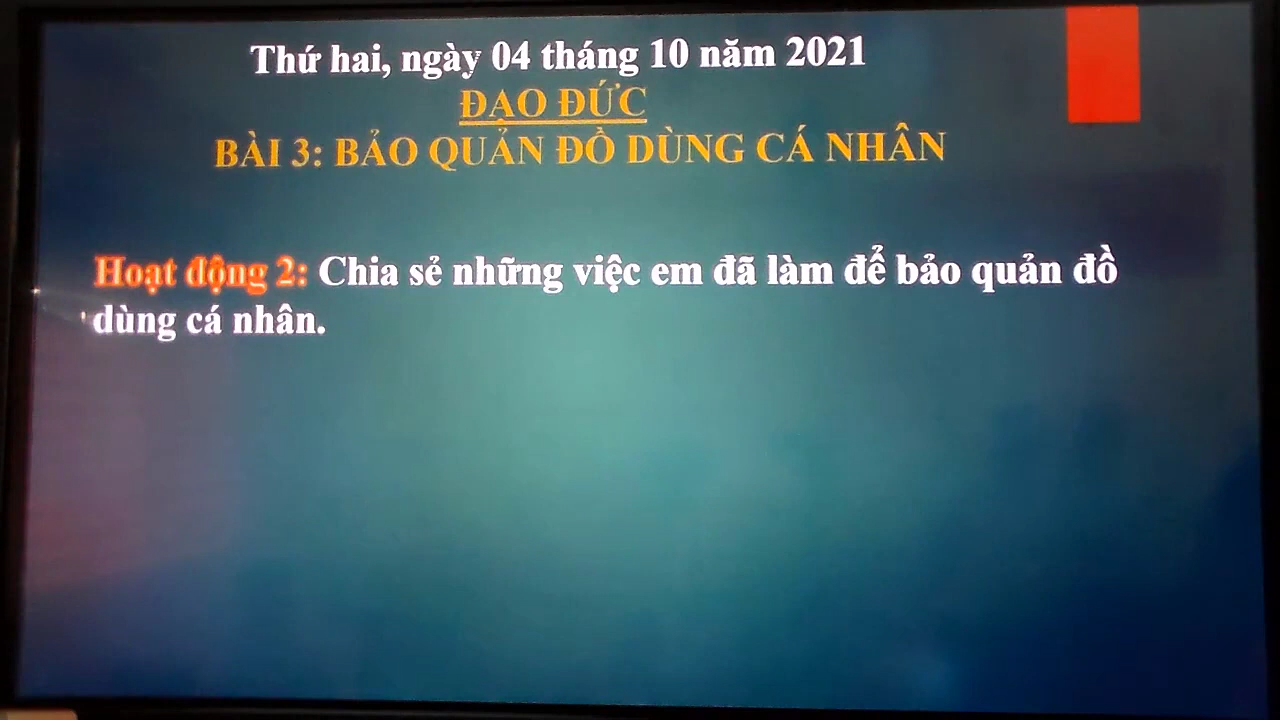 Thứ hai, ngày 04 tháng 10 năm 2021
ĐẠO ĐỨC
BÀI 3: BẢO QUẢN ĐỒ DÙNG CÁ NHÂN
Hoạt động 2: Chia sẻ những việc em đã làm để bảo quản đồ
dùng cá nhân.